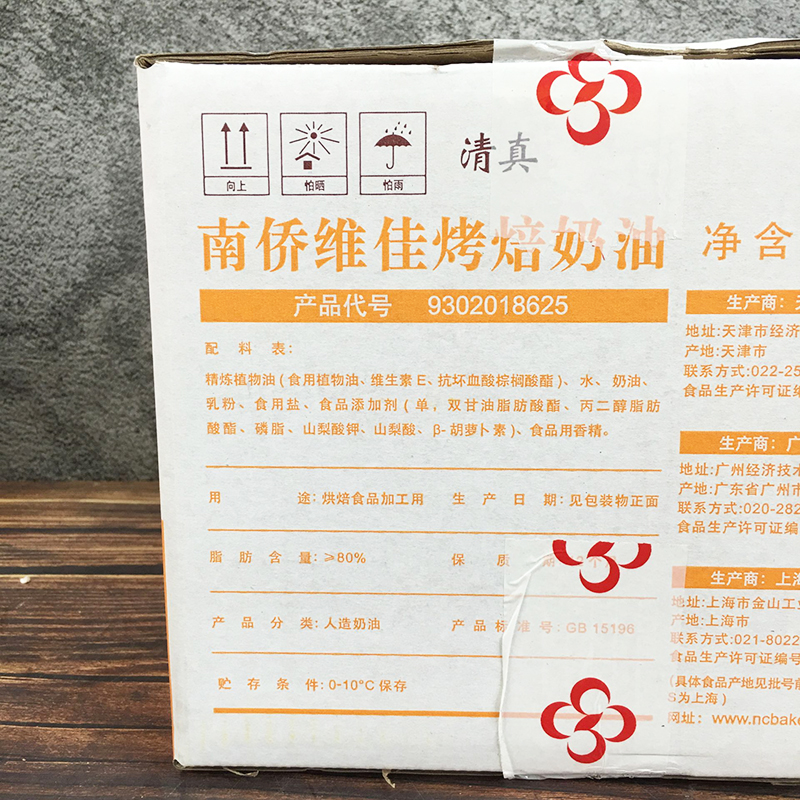 向上
怕晒
怕雨
清真
南侨维佳烤焙奶油
净含
产品代号 9302018625
配料表：
精炼植物油(食用植物油、维生素E、抗坏血酸棕榈酸酯)、水、奶油、
乳粉、食用盐、食品添加剂(单，双甘油脂肪酸酯、丙二醇脂肪
酸酯、磷脂、山梨酸钾、山梨酸、β-胡萝卜素)、食品用香精。
用途：烘焙食品加工用
生产日期：见包装物正面
脂肪含量：≥80%
保质期
产品分类：人造奶油
产品标准号：GB 15196
贮存条件：0-10°C保存
生产商：
地址:天津市经济
产地:天津市
联系方式:022-25
食品生产许可证编
生产商：广
地址:广州经济技术
产地:广东省广州市
联系方式:020-282
食品生产许可证编
生产商：上海
地址:上海市金山工业
产地:上海市
联系方式:021-8022
食品生产许可证编号
(具体食品产地见批号前
S为上海)
网址：www.ncbake